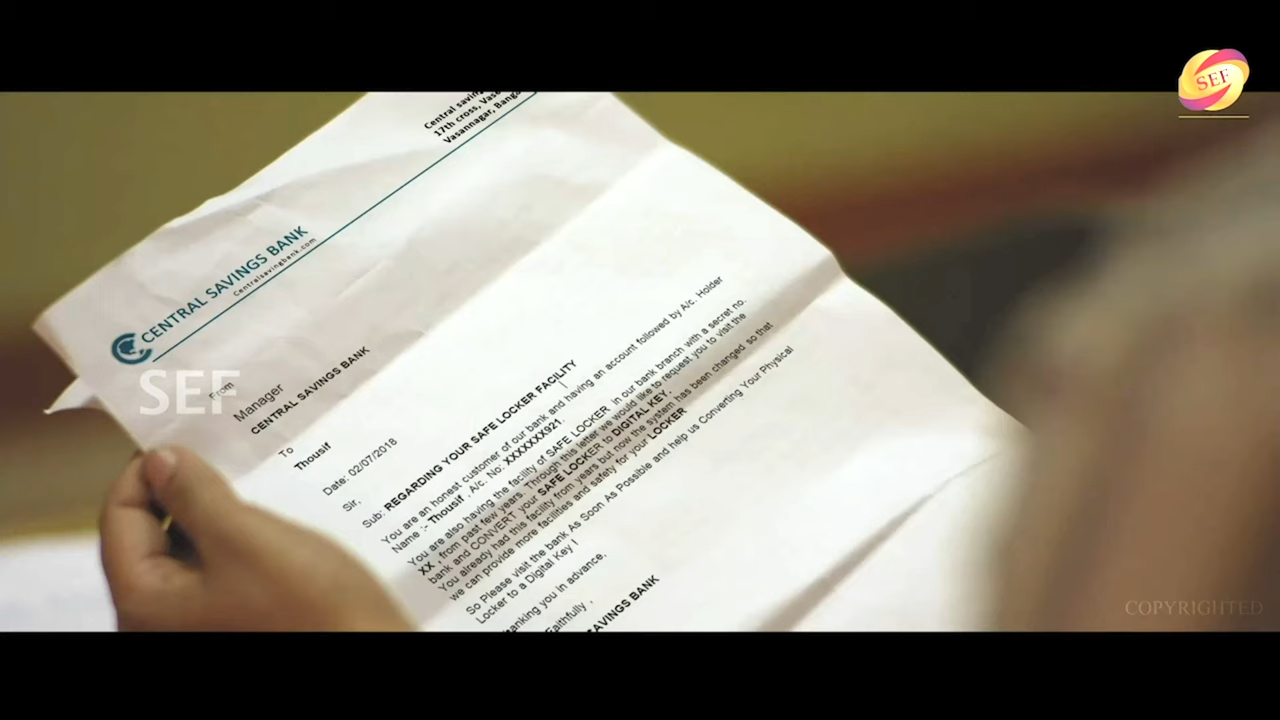 SEF
Central saving
17th cross, Vase
Vasannagar, Bang
CENTRAL SAVINGS BANK
Centralsavingbank.com
SEF
From
Manager
CENTRAL SAVINGS BANK
To
Thousif
Date: 02/07/2018
Sir,
Sub: REGARDING YOUR SAFE LOCKER FACILITY
You are an honest customer of our bank and having an account followed by A/c. Holder
Name :- Thousif , A/c. No: XXXXXXX921.
You are also having the facility of SAFE LOCKER in our bank branch with a secret no.
XX , from past few years. Through this letter we would like to request you to visit the
bank and CONVERT your SAFE LOCKER to DIGITAL KEY.
You already had this facility from years but now the system has been changed so that
we can provide more facilities and safety for your LOCKER
So Please visit the bank As Soon As Possible and help us Converting Your Physical
Locker to a Digital Key !
hanking you in advance.
Faithfully ,
SAVINGS BANK
COPYRIGHTED